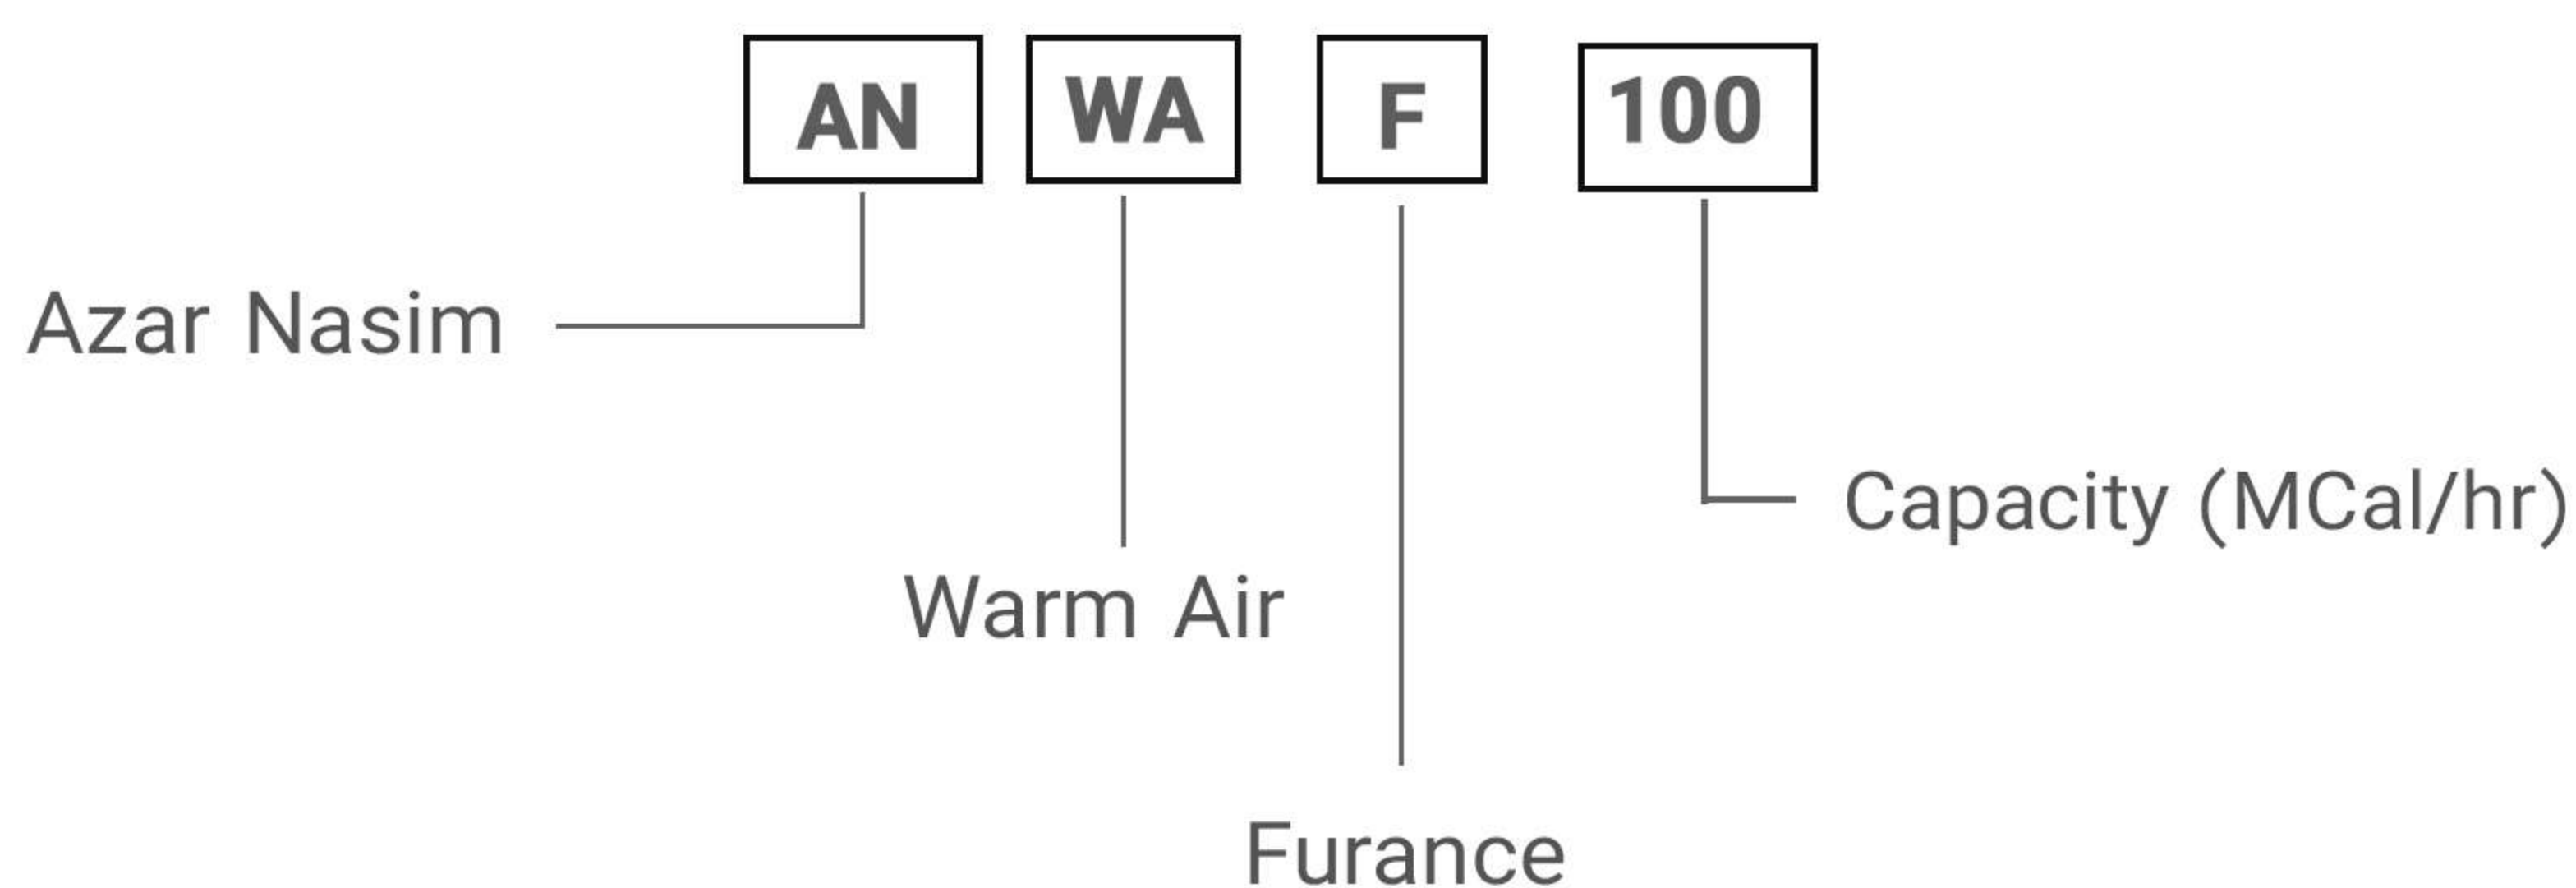 AN WA F 100
Azar Nasim
Capacity (MCal/hr)
Warm Air
Furance